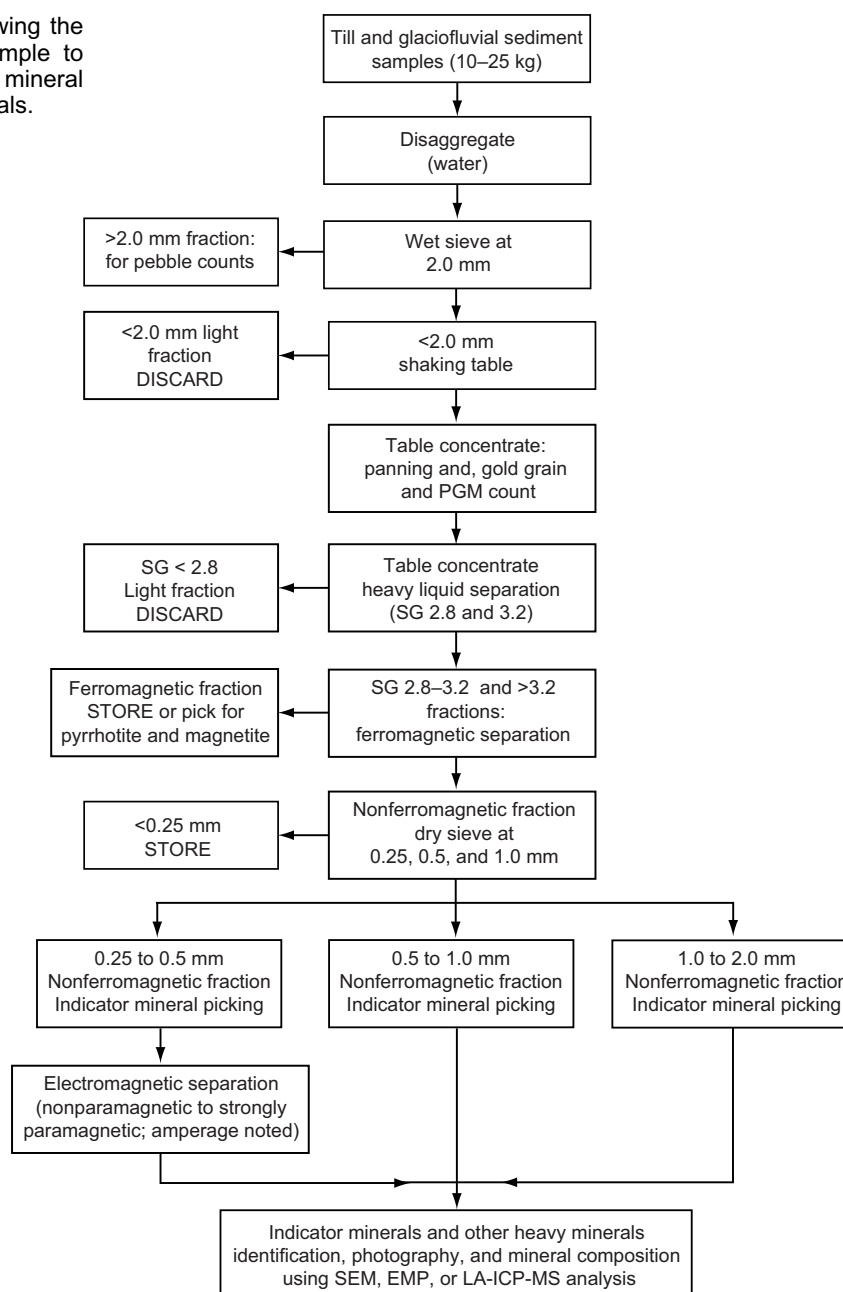 Till and glaciofluvial sediment
samples (10–25 kg)
mineral
Disaggregate
(water)
>2.0 mm fraction:
for pebble counts
Wet sieve at
2.0 mm
<2.0 mm light
fraction
DISCARD
<2.0 mm
shaking table
Table concentrate:
panning and, gold grain
and PGM count
SG < 2.8
Light fraction
DISCARD
Table concentrate
heavy liquid separation
(SG 2.8 and 3.2)
Ferromagnetic fraction
STORE or pick for
pyrrhotite and magnetite
SG 2.8–3.2 and >3.2
fractions:
ferromagnetic separation
<0.25 mm
STORE
Nonferromagnetic fraction
dry sieve at
0.25, 0.5, and 1.0 mm
0.25 to 0.5 mm
Nonferromagnetic fraction
Indicator mineral picking
0.5 to 1.0 mm
Nonferromagnetic fraction
Indicator mineral picking
1.0 to 2.0 mm
Nonferromagnetic fraction
Indicator mineral picking
Electromagnetic separation
(nonparamagnetic to strongly
paramagnetic; amperage noted)
Indicator minerals and other heavy minerals
identification, photography, and mineral composition
using SEM, EMP, or LA-ICP-MS analysis